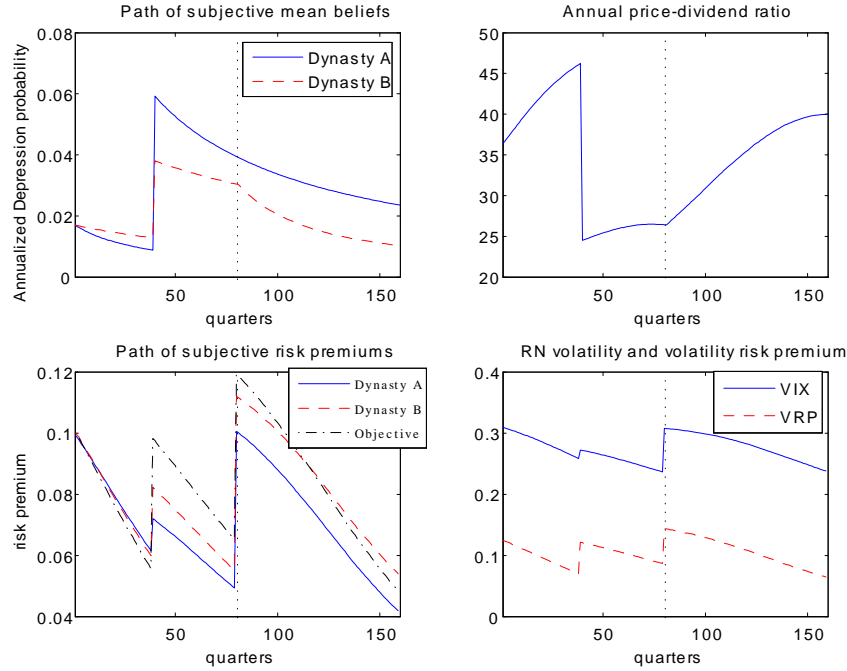 Path of subjective mean beliefs
Annualized Depression probability
0.08
0.06
0.04
0.02
0
Dynasty A
Dynasty B
50
100
150
quarters
Annual price-dividend ratio
50
45
40
35
30
25
20
50
100
150
quarters
Path of subjective risk premiums
risk premium
0.12
0.1
0.08
0.06
0.04
Dynasty A
Dynasty B
Objective
50
100
150
quarters
RN volatility and volatility risk premium
0.4
0.3
0.2
0.1
0
VIX
VRP
50
100
150
quarters